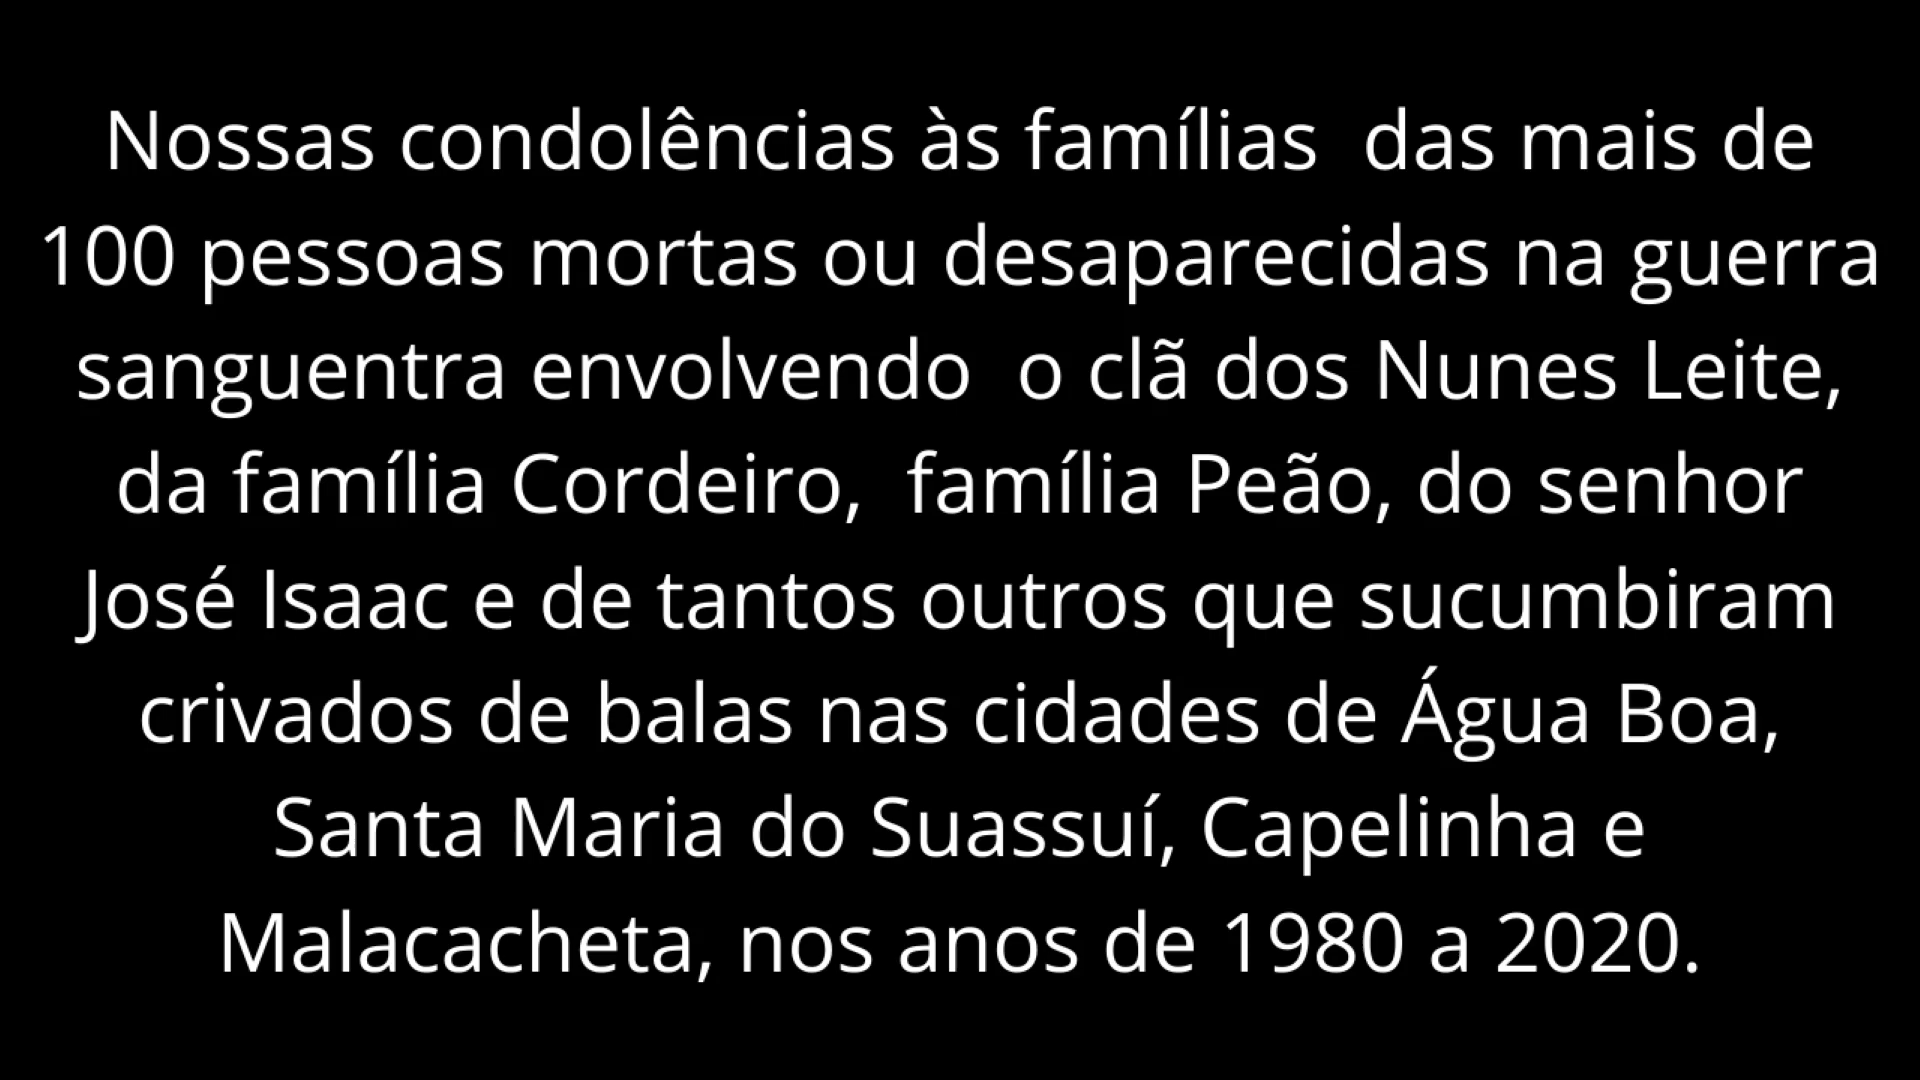 Nossas condolências às famílias  das mais de
100 pessoas mortas ou desaparecidas na guerra
sanguentra envolvendo  o clã dos Nunes Leite,
da família Cordeiro,  família Peão, do senhor
José Isaac e de tantos outros que sucumbiram
crivados de balas nas cidades de Água Boa,
Santa Maria do Suassuí, Capelinha e
Malacacheta, nos anos de 1980 a 2020.